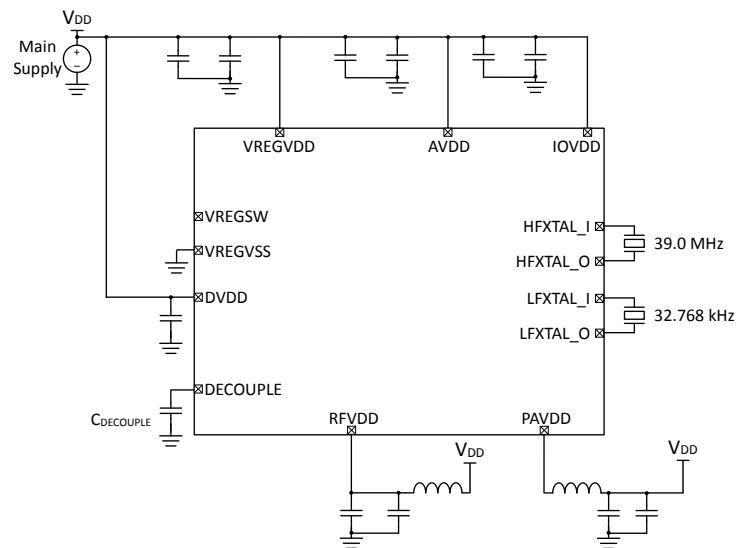 VDD
Main
Supply
+
−
VREGVDD
AVDD
IOVDD
VREGSW
HFXTAL_I
VREGVSS
39.0 MHz
HFXTAL_O
DVDD
LFXTAL_I
32.768 kHz
LFXTAL_O
DECOUPLE
CDECOUPLE
RFVDD
PAVDD
VDD
VDD